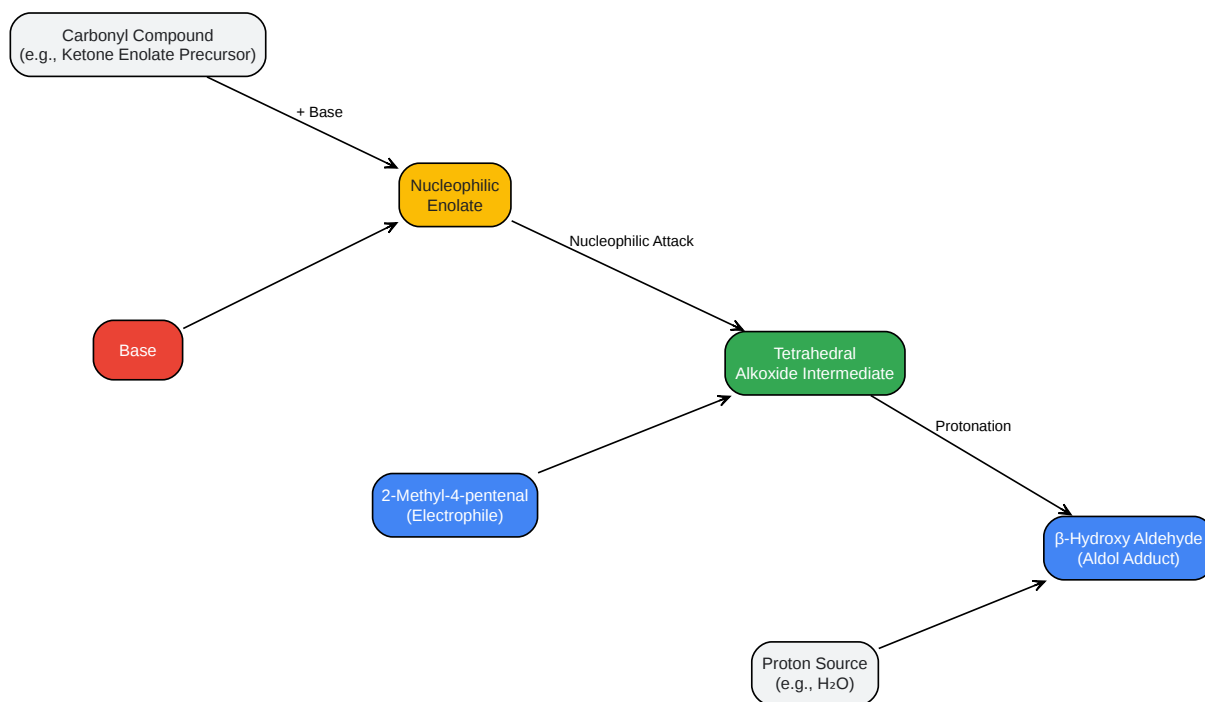 Carbonyl Compound
(e.g., Ketone Enolate Precursor)
+ Base
Nucleophilic
Enolate
Nucleophilic Attack
Base
Tetrahedral
Alkoxide Intermediate
Protonation
2-Methyl-4-pentenal
(Electrophile)
β-Hydroxy Aldehyde
(Aldol Adduct)
Proton Source
(e.g., H₂O)